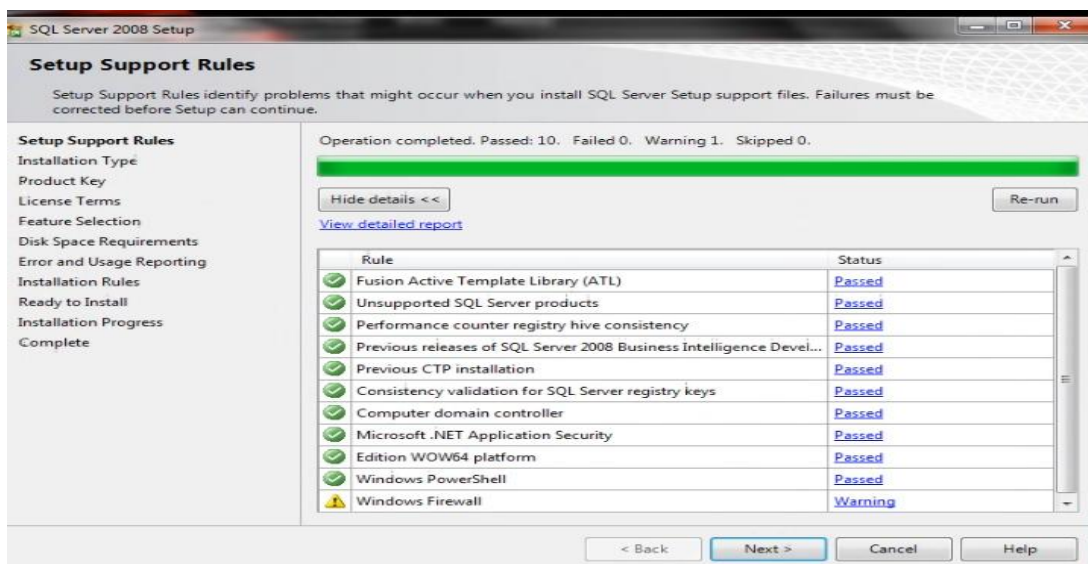 SQL Server 2008 Setup
Setup Support Rules
Setup Support Rules identify problems that might occur when you install SQL Server Setup support files. Failures must be
corrected before Setup can continue.
Setup Support Rules
Installation Type
Product Key
License Terms
Feature Selection
Disk Space Requirements
Error and Usage Reporting
Installation Rules
Ready to Install
Installation Progress
Complete
Operation completed. Passed: 10. Failed 0. Warning 1. Skipped 0.
Hide details <<
Re-run
View detailed report
Rule Status
Fusion Active Template Library (ATL) Passed
Unsupported SQL Server products Passed
Performance counter registry hive consistency Passed
Previous releases of SQL Server 2008 Business Intelligence Devel... Passed
Previous CTP installation Passed
Consistency validation for SQL Server registry keys Passed
Computer domain controller Passed
Microsoft .NET Application Security Passed
Edition WOW64 platform Passed
Windows PowerShell Passed
Windows Firewall Warning
< Back Next > Cancel Help